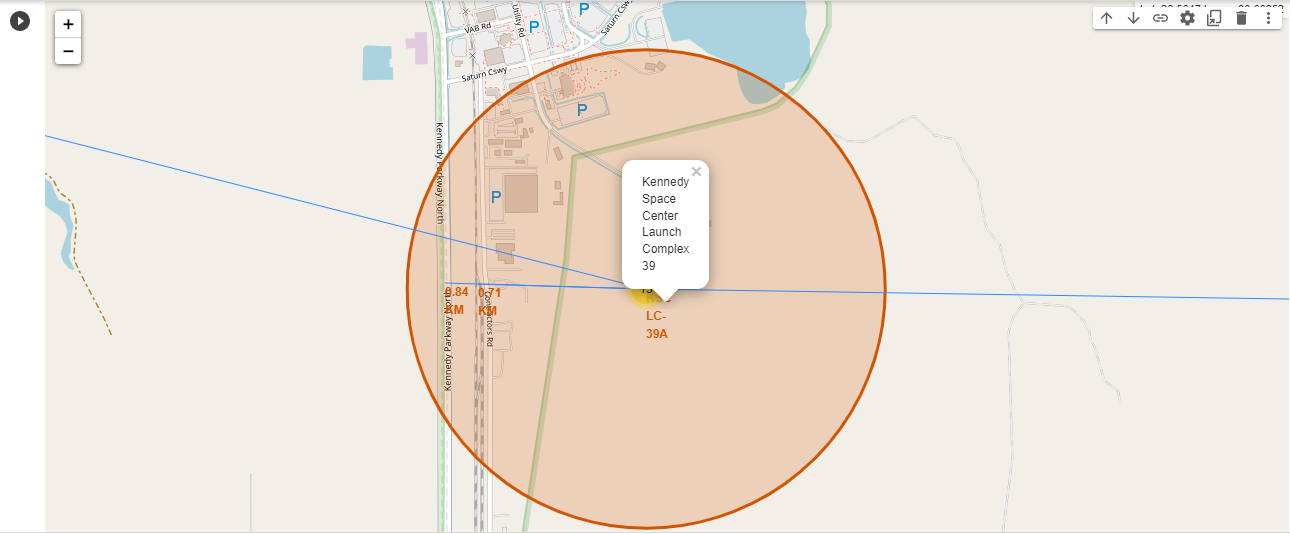 +
−
VAB Rd
Utility Rd
P
P
Saturn Cswy
Saturn Cswy
P
Kennedy Parkway North
P
×
Kennedy
Space
Center
Launch
Complex
39
0.84
KM
0.71
KM
Kennedy Parkway North
Contractors Rd
LC-
39A